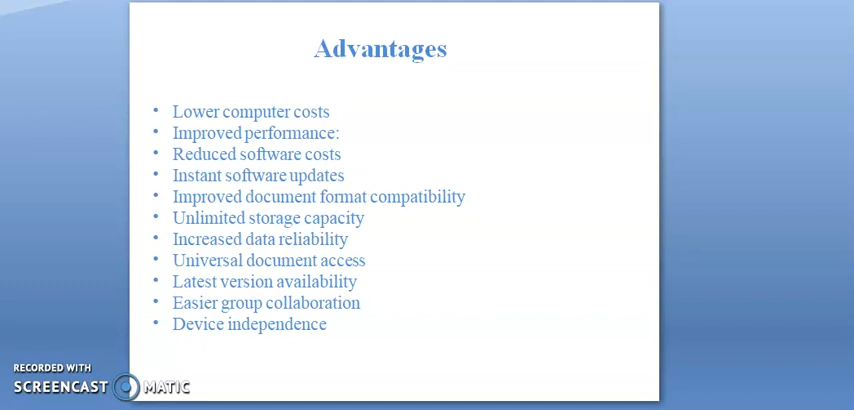 Advantages
• Lower computer costs
• Improved performance:
• Reduced software costs
• Instant software updates
• Improved document format compatibility
• Unlimited storage capacity
• Increased data reliability
• Universal document access
• Latest version availability
• Easier group collaboration
• Device independence
RECORDED WITH
SCREENCAST MATIC